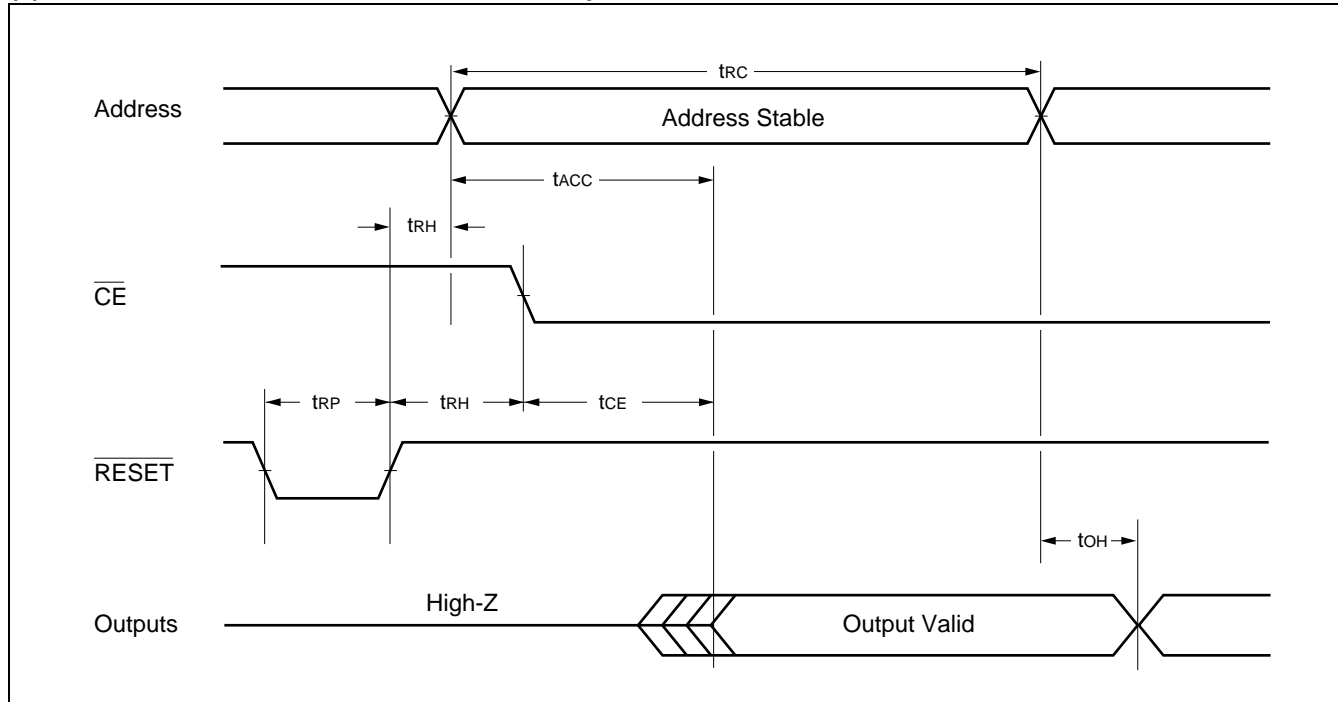 tRC
Address
Address Stable
tACC
tRH
CE
tRP
tRH
tCE
RESET
tOH
High-Z
Outputs
Output Valid